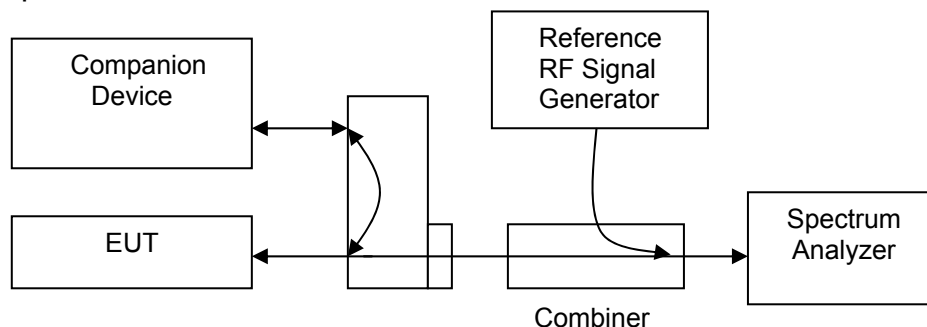 Companion
Device
Reference
RF Signal
Generator
EUT
Spectrum
Analyzer
Combiner